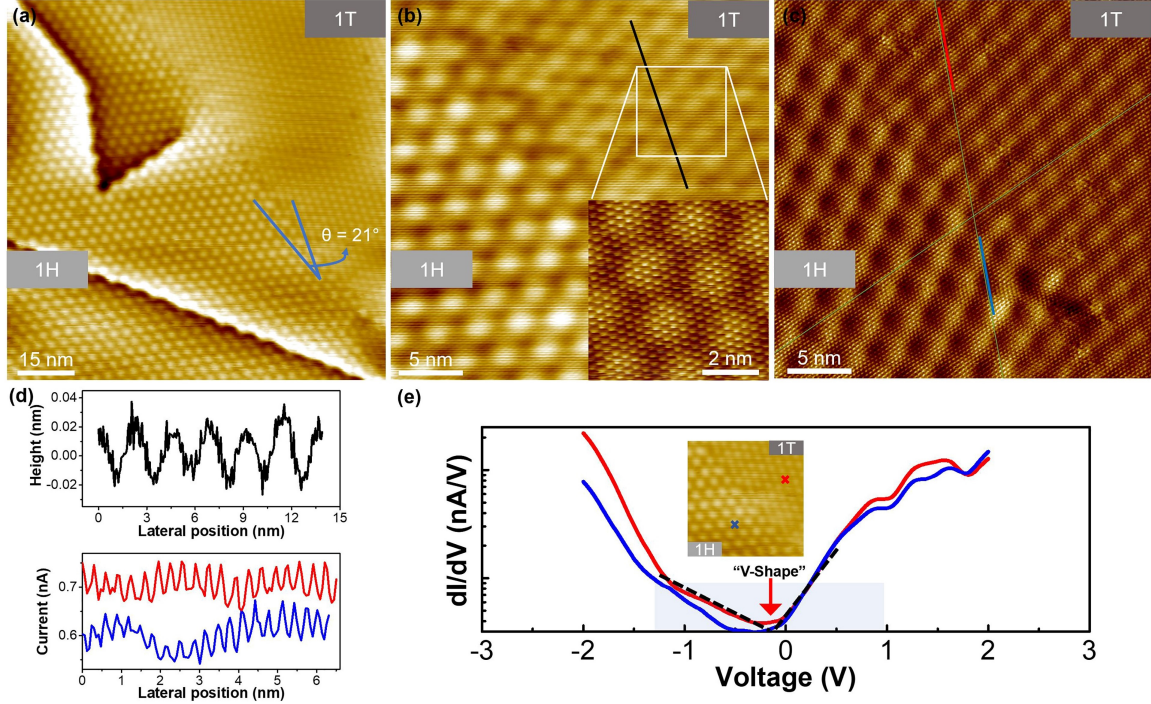 (a)
1T
θ = 21°
1H
15 nm
(b)
1T
1H
5 nm
2 nm
(c)
1T
1H
5 nm
(d)
0.04
0.02
0.00
-0.02
Height (nm)
0 3 6 9 12 15
Lateral position (nm)
0.7
0.6
Current (nA)
0 1 2 3 4 5 6
Lateral position (nm)
(e)
dI/dV (nA/V)
1T
1H
“V-Shape”
-3 -2 -1 0 1 2 3
Voltage (V)